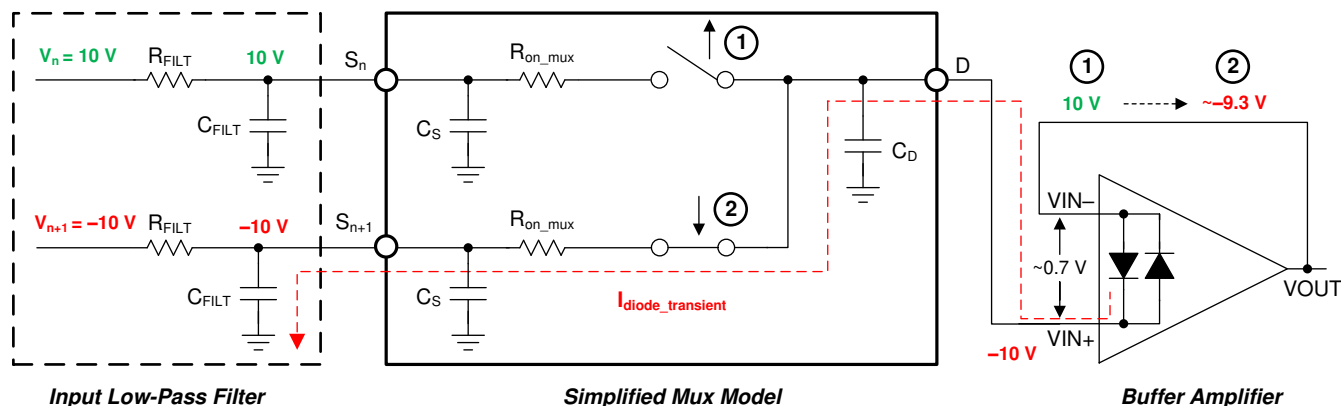 Vn = 10 V
RFILT
10 V
Sn
Ron_mux
1
D
1
2
10 V
~–9.3 V
CFILT
CS
CD
2
Vn+1 = –10 V
RFILT
–10 V
Sn+1
Ron_mux
VIN–
~0.7 V
VOUT
CFILT
CS
Idiode_transient
VIN+
–10 V
Input Low-Pass Filter
Simplified Mux Model
Buffer Amplifier